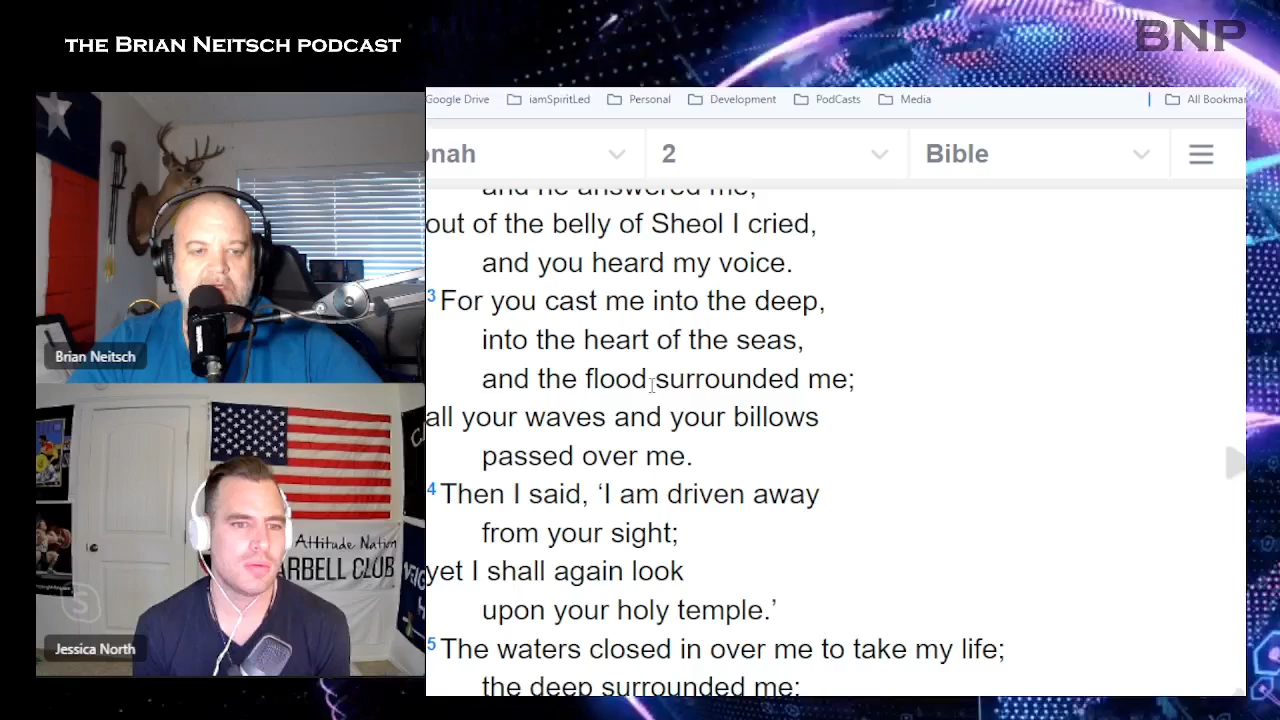 THE BRIAN NEITSCH PODCAST
BNP
Google Drive
iamSpiritLed
Personal
Development
PodCasts
Media
All Bookmar
onah
2
Bible
and he answered me,
out of the belly of Sheol I cried,
and you heard my voice.
3 For you cast me into the deep,
into the heart of the seas,
and the flood surrounded me;
all your waves and your billows
passed over me.
4 Then I said, ‘I am driven away
from your sight;
yet I shall again look
upon your holy temple.’
5 The waters closed in over me to take my life;
the deep surrounded me;
Brian Neitsch
Attitude Nation
ARBELL CLUB
Jessica North